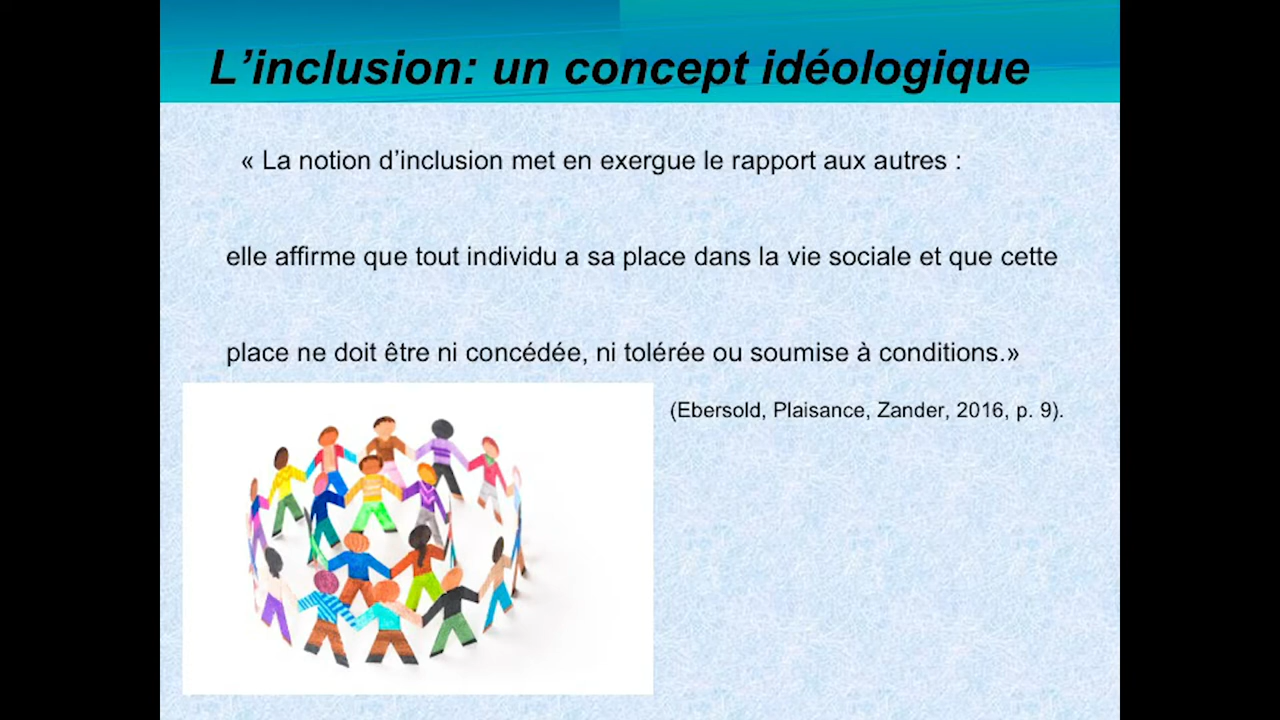 L’inclusion: un concept idéologique
« La notion d’inclusion met en exergue le rapport aux autres :
elle affirme que tout individu a sa place dans la vie sociale et que cette
place ne doit être ni concédée, ni tolérée ou soumise à conditions.»
(Ebersold, Plaisance, Zander, 2016, p. 9).